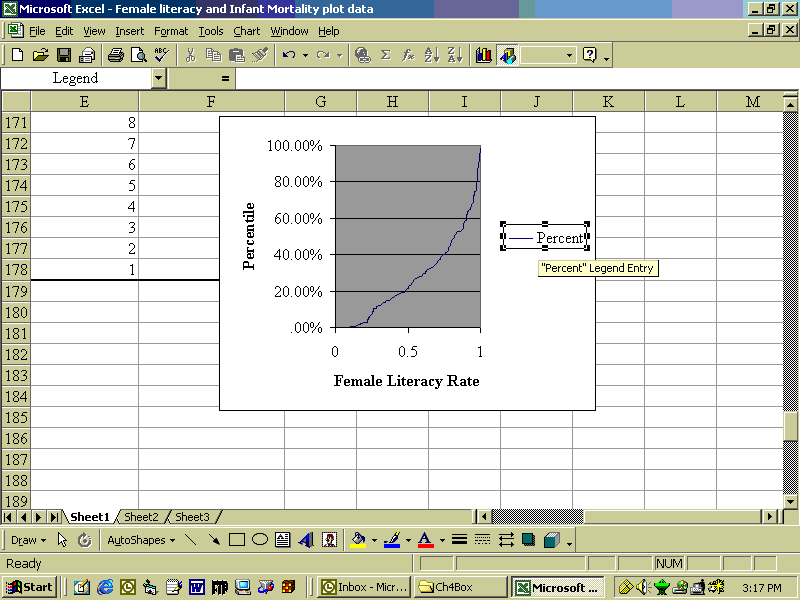 Microsoft Excel - Female literacy and Infant Mortality plot data
File Edit View Insert Format Tools Chart Window Help
Legend =
E F G H I J K L M
171 8
172 7
173 6
174 5
175 4
176 3
177 2
178 1
179
180
181
182
183
184
185
186
187
188
189
100.00%
80.00%
60.00%
40.00%
20.00%
.00%
Percentile
0 0.5 1
Female Literacy Rate
Percent
"Percent" Legend Entry
Sheet1 Sheet2 Sheet3
Draw AutoShapes
Ready NUM
Start Inbox - Micr... Ch4Box Microsoft ... 3:17 PM